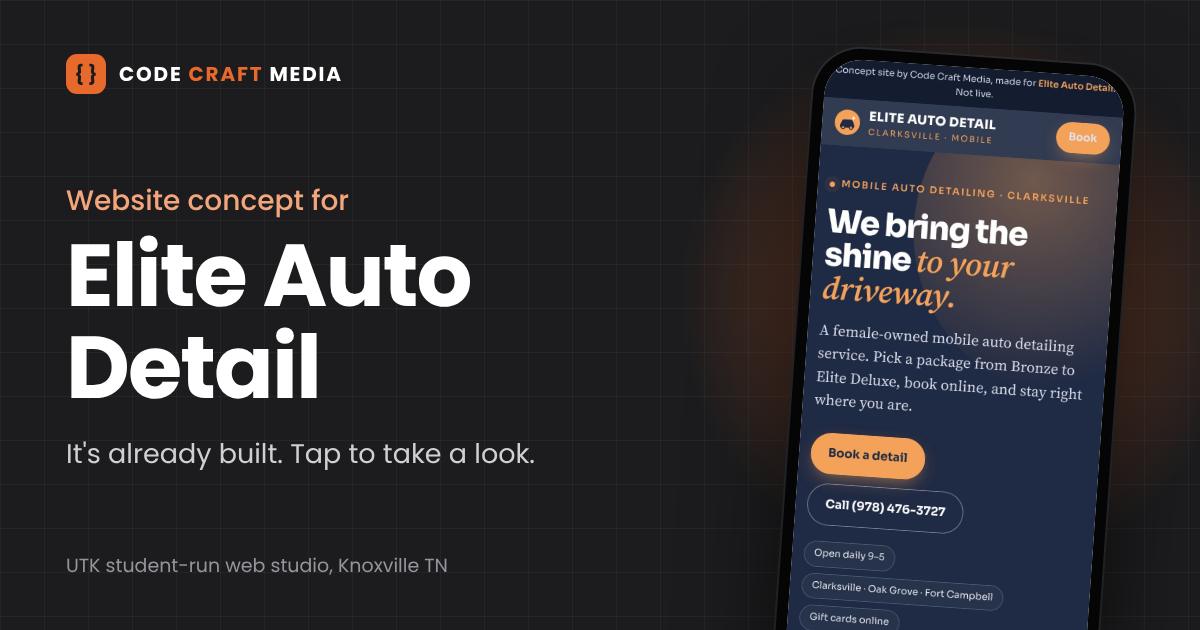 { }
CODE CRAFT MEDIA
Website concept for
Elite Auto
Detail
It's already built. Tap to take a look.
UTK student-run web studio, Knoxville TN
Concept site by Code Craft Media, made for Elite Auto Detail.
Not live.
ELITE AUTO DETAIL
CLARKSVILLE · MOBILE
Book
MOBILE AUTO DETAILING · CLARKSVILLE
We bring the
shine to your
driveway.
A female-owned mobile auto detailing
service. Pick a package from Bronze to
Elite Deluxe, book online, and stay right
where you are.
Book a detail
Call (978) 476-3727
Open daily 9–5
Clarksville · Oak Grove · Fort Campbell
Gift cards online